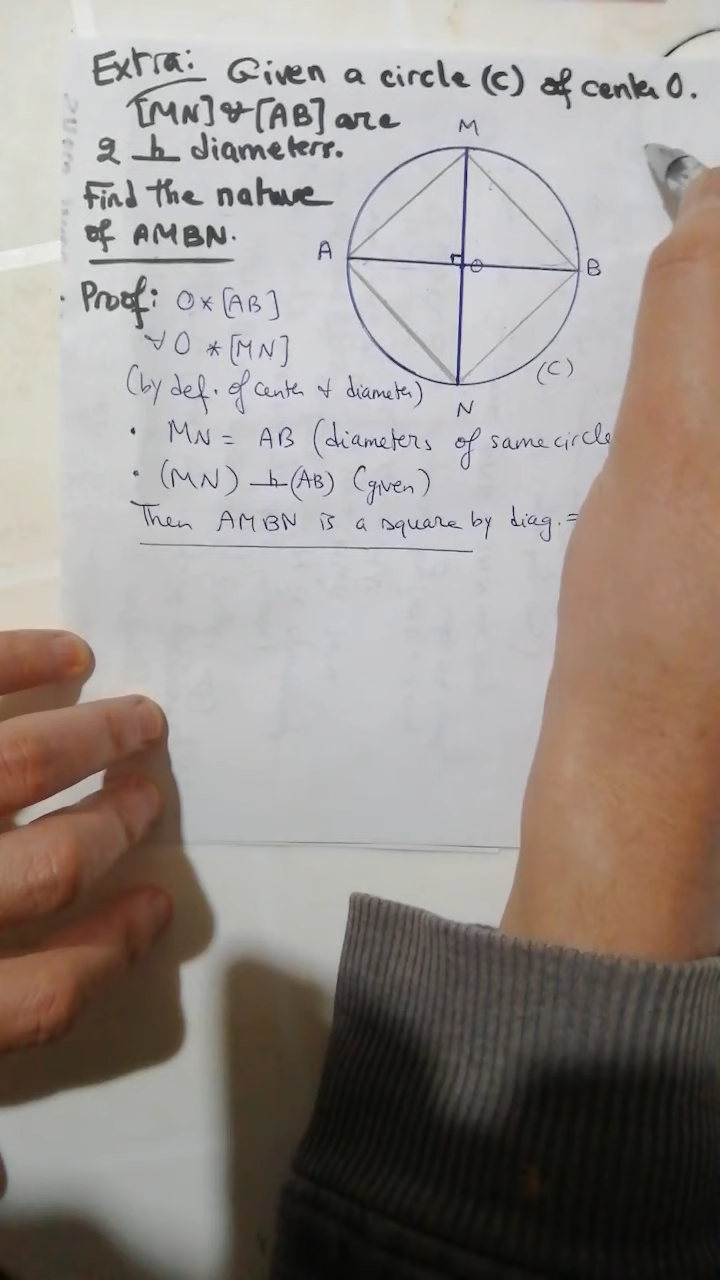 Extra: Given a circle (C) of center O.
[MN] & [AB] are
2 ⊥ diameters.
Find the nature
of AMBN.
M
A
O
B
N
(C)
• Proof: O * [AB]
& O * [MN]
(by def. of center & diameter)
• MN = AB (diameters of same circle
• (MN) ⊥ (AB) (given)
Then AMBN is a square by diag. =